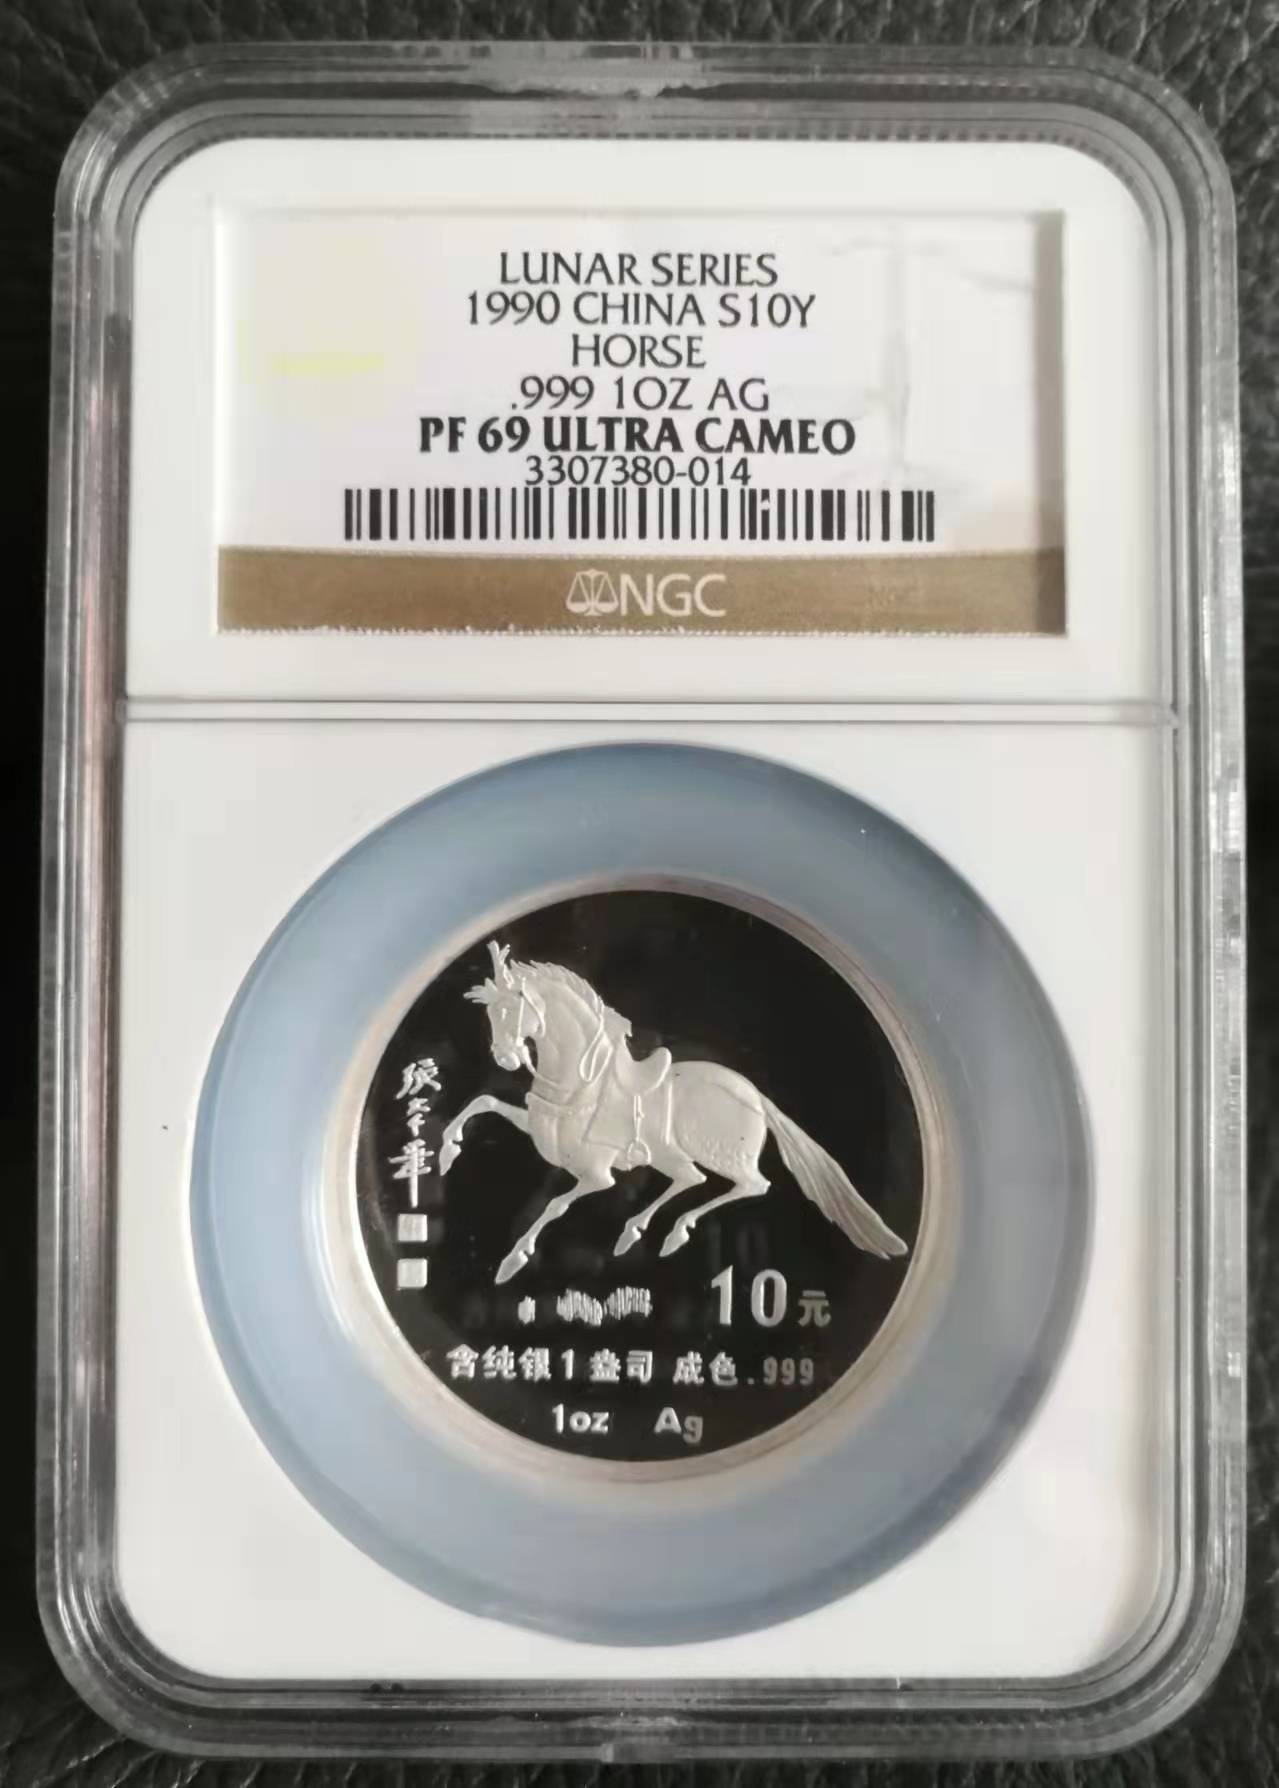 LUNAR SERIES
1990 CHINA S10Y
HORSE
.999 1OZ AG
PF 69 ULTRA CAMEO
3307380-014
NGC
10元
含纯银1盎司 成色.999
1oz Ag